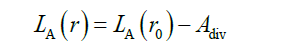 L_A (r) = L_A (r_0) − A_div